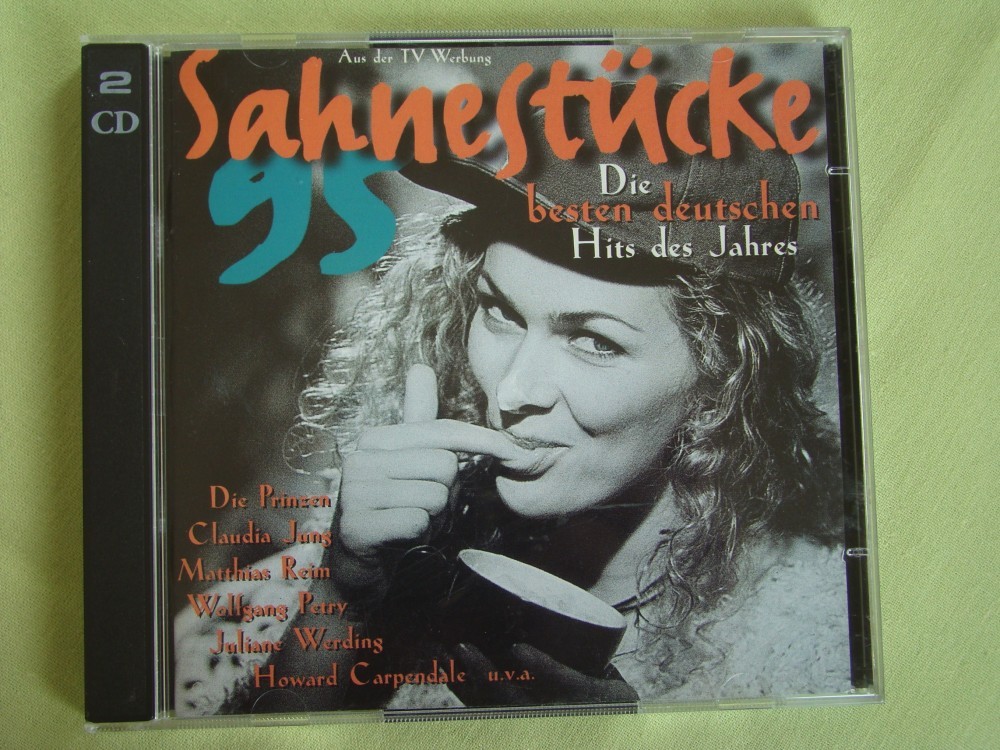 2
CD
Aus der TV Werbung
Sahnestücke
95
Die
besten deutschen
Hits des Jahres
Die Prinzen
Claudia Jung
Matthias Reim
Wolfgang Petry
Juliane Werding
Howard Carpendale u.v.a.